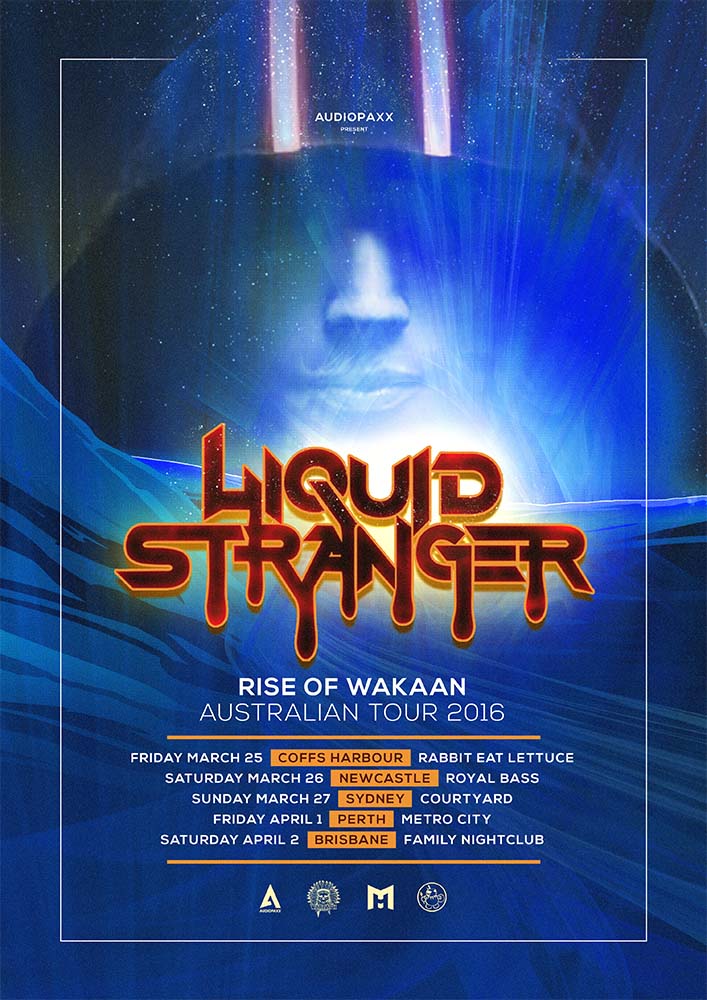 AUDIOPAXX
PRESENT
LIQUID
STRANGER
RISE OF WAKAAN
AUSTRALIAN TOUR 2016
FRIDAY MARCH 25 COFFS HARBOUR RABBIT EAT LETTUCE
SATURDAY MARCH 26 NEWCASTLE ROYAL BASS
SUNDAY MARCH 27 SYDNEY COURTYARD
FRIDAY APRIL 1 PERTH METRO CITY
SATURDAY APRIL 2 BRISBANE FAMILY NIGHTCLUB
AUDIOPAXX